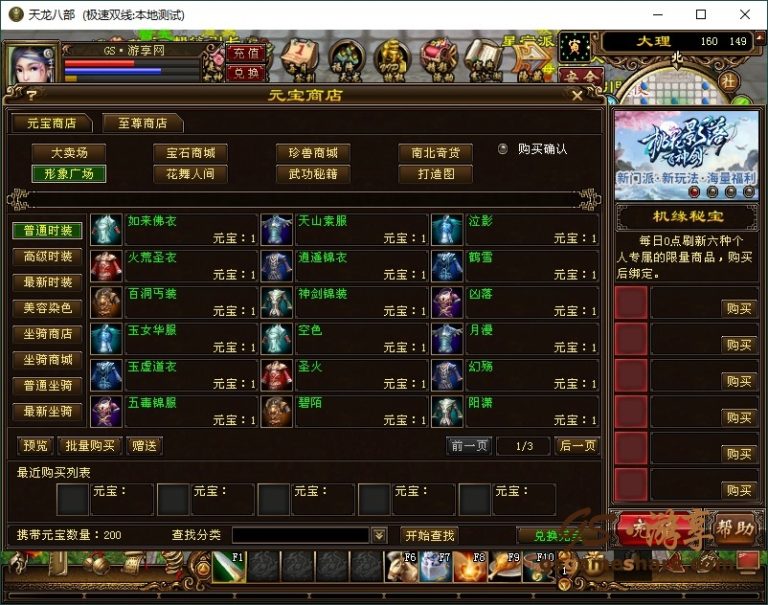 天龙八部 (极速双线:本地测试)
GS·游享网
充值
兑换
大理 160 149
北
元宝商店
元宝商店 至尊商店
大卖场 宝石商城 珍兽商城 南北奇货 购买确认
形象广场 花舞人间 武功秘籍 打造图
普通时装
高级时装
最新时装
美容染色
坐骑商店
坐骑商城
普通坐骑
最新坐骑
如来佛衣 元宝:1 天山素服 元宝:1 泣影 元宝:1
火荒圣衣 元宝:1 逍遥锦衣 元宝:1 鹤雪 元宝:1
百洞丐装 元宝:1 神剑锦装 元宝:1 凶落 元宝:1
玉女华服 元宝:1 空色 元宝:1 月漫 元宝:1
玉虚道衣 元宝:1 圣火 元宝:1 幻殇 元宝:1
五毒锦服 元宝:1 碧陌 元宝:1 阳潇 元宝:1
预览 批量购买 赠送 前一页 1/3 后一页
最近购买列表
元宝: 元宝: 元宝: 元宝: 元宝:
携带元宝数量:200 查找分类 开始查找
新门派·新玩法·海量福利
机缘秘宝
每日0点刷新六种个
人专属的限量商品,购买
后绑定。
购买
购买
购买
购买
购买
购买
帮助
F1 F6 F7 F8 F9 F10